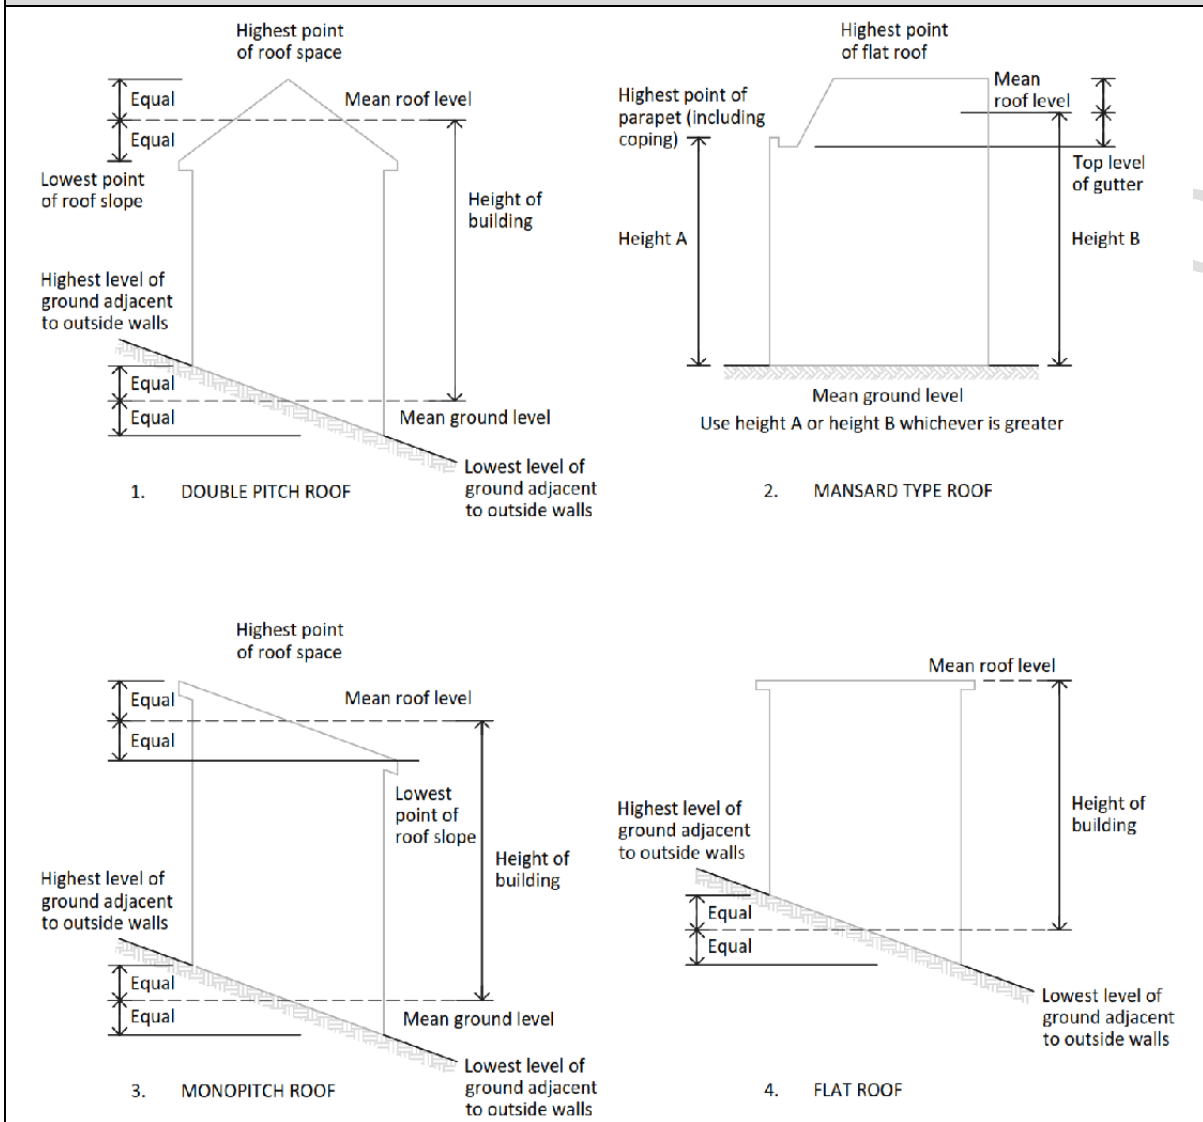 Highest point
of roof space
Equal
Mean roof level
Equal
Lowest point
of roof slope
Height of
building
Highest level of
ground adjacent
to outside walls
Equal
Equal
Mean ground level
Lowest level of
ground adjacent
to outside walls
1. DOUBLE PITCH ROOF
Highest point
of flat roof
Mean
roof level
Highest point of
parapet (including
coping)
Top level
of gutter
Height A
Height B
Mean ground level
Use height A or height B whichever is greater
2. MANSARD TYPE ROOF
Highest point
of roof space
Equal
Mean roof level
Equal
Lowest
point of
roof slope
Height of
building
Highest level of
ground adjacent
to outside walls
Equal
Equal
Mean ground level
Lowest level of
ground adjacent
to outside walls
3. MONOPITCH ROOF
Mean roof level
Highest level of
ground adjacent
to outside walls
Height of
building
Equal
Equal
Lowest level of
ground adjacent
to outside walls
4. FLAT ROOF